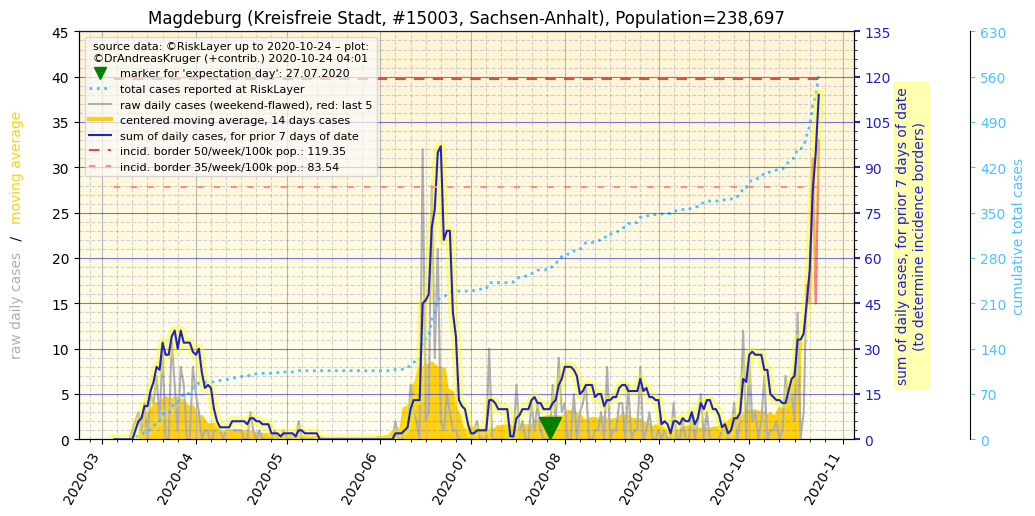 Magdeburg (Kreisfreie Stadt, #15003, Sachsen-Anhalt), Population=238,697
source data: ©RiskLayer up to 2020-10-24 – plot:
©DrAndreasKruger (+contrib.) 2020-10-24 04:01
marker for 'expectation day': 27.07.2020
total cases reported at RiskLayer
raw daily cases (weekend-flawed), red: last 5
centered moving average, 14 days cases
sum of daily cases, for prior 7 days of date
incid. border 50/week/100k pop.: 119.35
incid. border 35/week/100k pop.: 83.54
raw daily cases / moving average
45
40
35
30
25
20
15
10
5
0
2020-03
2020-04
2020-05
2020-06
2020-07
2020-08
2020-09
2020-10
2020-11
135
120
105
90
75
60
45
30
15
0
sum of daily cases, for prior 7 days of date
(to determine incidence borders)
630
560
490
420
350
280
210
140
70
0
cumulative total cases